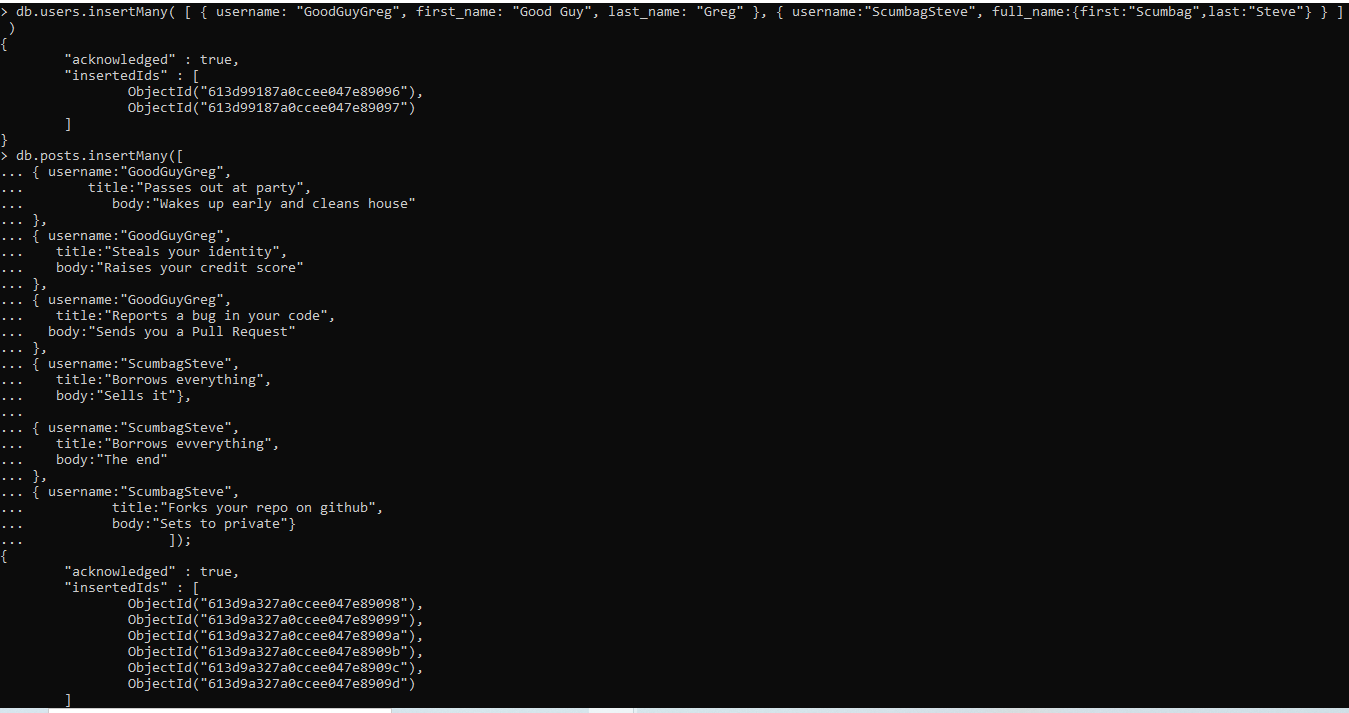 > db.users.insertMany( [ { username: "GoodGuyGreg", first_name: "Good Guy", last_name: "Greg" }, { username:"ScumbagSteve", full_name:{first:"Scumbag",last:"Steve"} } ]
 )
{
        "acknowledged" : true,
        "insertedIds" : [
                ObjectId("613d99187a0ccee047e89096"),
                ObjectId("613d99187a0ccee047e89097")
        ]
}
> db.posts.insertMany([
... { username:"GoodGuyGreg",
...        title:"Passes out at party",
...           body:"Wakes up early and cleans house"
... },
... { username:"GoodGuyGreg",
...    title:"Steals your identity",
...    body:"Raises your credit score"
... },
... { username:"GoodGuyGreg",
...    title:"Reports a bug in your code",
...   body:"Sends you a Pull Request"
... },
... { username:"ScumbagSteve",
...    title:"Borrows everything",
...    body:"Sells it"},
...
... { username:"ScumbagSteve",
...    title:"Borrows evverything",
...    body:"The end"
... },
... { username:"ScumbagSteve",
...           title:"Forks your repo on github",
...           body:"Sets to private"}
...                  ]);
{
        "acknowledged" : true,
        "insertedIds" : [
                ObjectId("613d9a327a0ccee047e89098"),
                ObjectId("613d9a327a0ccee047e89099"),
                ObjectId("613d9a327a0ccee047e8909a"),
                ObjectId("613d9a327a0ccee047e8909b"),
                ObjectId("613d9a327a0ccee047e8909c"),
                ObjectId("613d9a327a0ccee047e8909d")
        ]